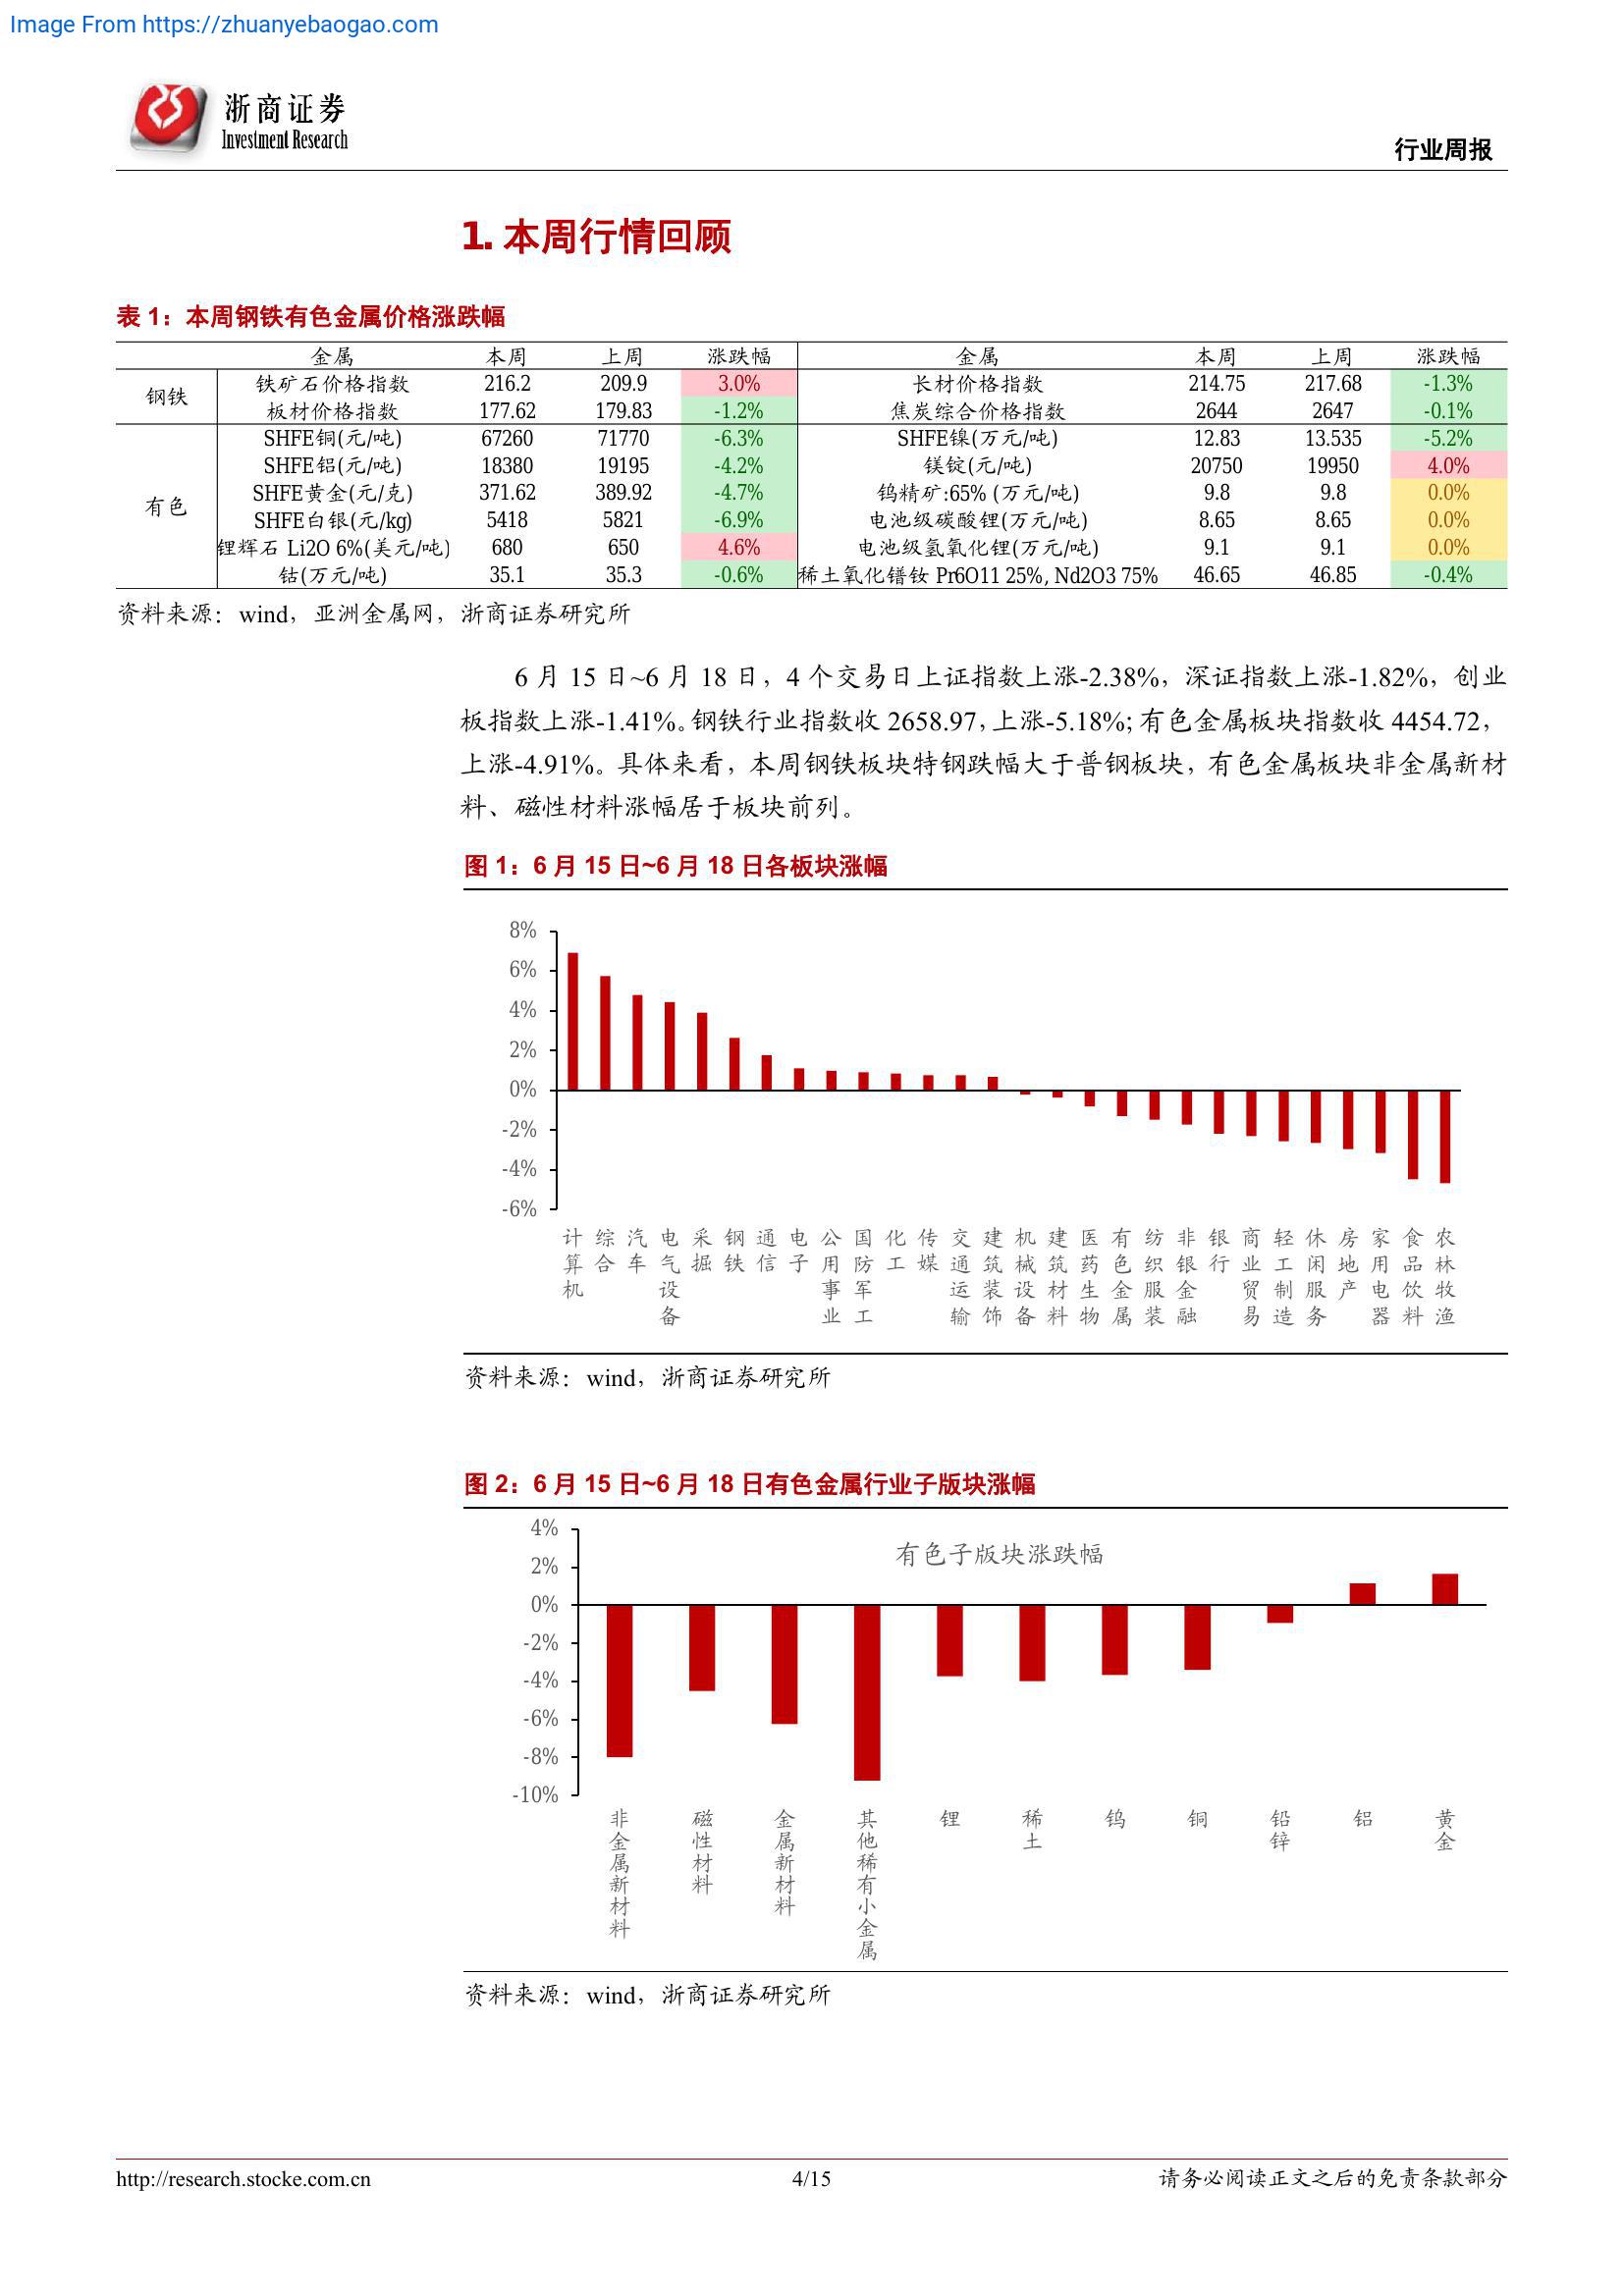 Image From https://zhuanyebaogao.com
浙商证券
Investment Research
行业周报
1. 本周行情回顾
表 1：本周钢铁有色金属价格涨跌幅
金属 本周 上周 涨跌幅 金属 本周 上周 涨跌幅
钢铁 铁矿石价格指数 216.2 209.9 3.0% 长材价格指数 214.75 217.68 -1.3%
板材价格指数 177.62 179.83 -1.2% 焦炭综合价格指数 2644 2647 -0.1%
有色 SHFE铜(元/吨) 67260 71770 -6.3% SHFE镍(万元/吨) 12.83 13.535 -5.2%
SHFE铝(元/吨) 18380 19195 -4.2% 镁锭(元/吨) 20750 19950 4.0%
SHFE黄金(元/克) 371.62 389.92 -4.7% 钨精矿:65% (万元/吨) 9.8 9.8 0.0%
SHFE白银(元/kg) 5418 5821 -6.9% 电池级碳酸锂(万元/吨) 8.65 8.65 0.0%
锂辉石 Li2O 6%(美元/吨) 680 650 4.6% 电池级氢氧化锂(万元/吨) 9.1 9.1 0.0%
钴(万元/吨) 35.1 35.3 -0.6% 稀土氧化镨钕 Pr6O11 25%, Nd2O3 75% 46.65 46.85 -0.4%
资料来源：wind，亚洲金属网，浙商证券研究所
6 月 15 日~6 月 18 日，4 个交易日上证指数上涨-2.38%，深证指数上涨-1.82%，创业
板指数上涨-1.41%。钢铁行业指数收 2658.97，上涨-5.18%；有色金属板块指数收 4454.72，
上涨-4.91%。具体来看，本周钢铁板块特钢跌幅大于普钢板块，有色金属板块非金属新材
料、磁性材料涨幅居于板块前列。
图 1：6 月 15 日~6 月 18 日各板块涨幅
8%
6%
4%
2%
0%
-2%
-4%
-6%
计算机 综合 汽车 电气设备 采掘 钢铁 通信 电子 公用事业 国防军工 化工 传媒 交通运输 建筑装饰 机械设备 建筑材料 医药生物 有色金属 纺织服装 非银金融 银行 商业贸易 轻工制造 休闲服务 房地产 家用电器 食品饮料 农林牧渔
资料来源：wind，浙商证券研究所
图 2：6 月 15 日~6 月 18 日有色金属行业子版块涨幅
有色子版块涨跌幅
4%
2%
0%
-2%
-4%
-6%
-8%
-10%
非金属新材料 磁性材料 金属新材料 其他稀有小金属 锂 稀土 钨 铜 铅锌 铝 黄金
资料来源：wind，浙商证券研究所
http://research.stocke.com.cn 4/15 请务必阅读正文之后的免责条款部分